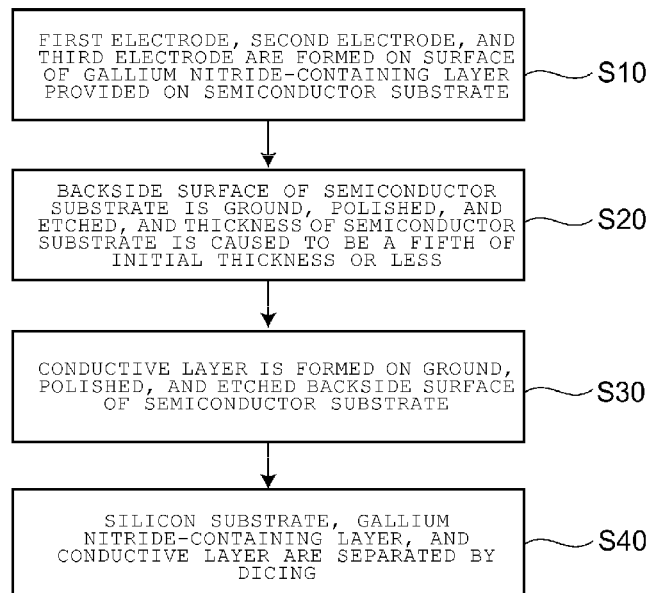 FIRST ELECTRODE, SECOND ELECTRODE, AND
THIRD ELECTRODE ARE FORMED ON SURFACE
OF GALLIUM NITRIDE-CONTAINING LAYER
PROVIDED ON SEMICONDUCTOR SUBSTRATE
S10
BACKSIDE SURFACE OF SEMICONDUCTOR
SUBSTRATE IS GROUND, POLISHED, AND
ETCHED, AND THICKNESS OF SEMICONDUCTOR
SUBSTRATE IS CAUSED TO BE A FIFTH OF
INITIAL THICKNESS OR LESS
S20
CONDUCTIVE LAYER IS FORMED ON GROUND,
POLISHED, AND ETCHED BACKSIDE SURFACE
OF SEMICONDUCTOR SUBSTRATE
S30
SILICON SUBSTRATE, GALLIUM
NITRIDE-CONTAINING LAYER, AND
CONDUCTIVE LAYER ARE SEPARATED BY
DICING
S40